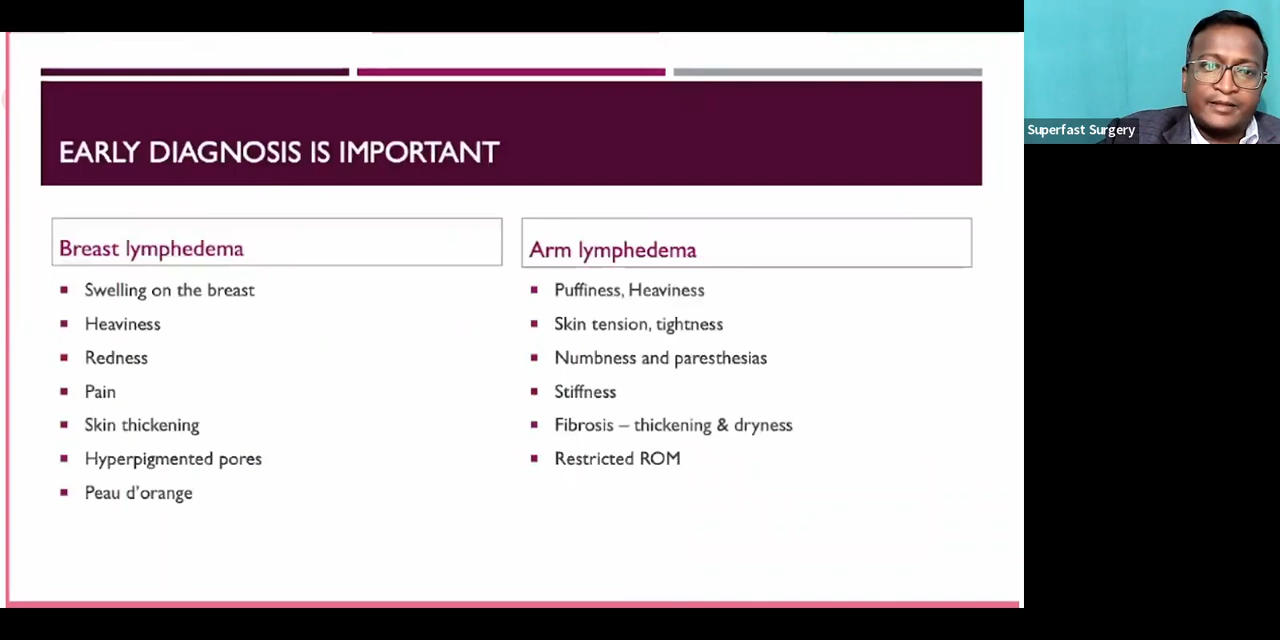 EARLY DIAGNOSIS IS IMPORTANT
Breast lymphedema
Swelling on the breast
Heaviness
Redness
Pain
Skin thickening
Hyperpigmented pores
Peau d'orange
Arm lymphedema
Puffiness, Heaviness
Skin tension, tightness
Numbness and paresthesias
Stiffness
Fibrosis – thickening & dryness
Restricted ROM
Superfast Surgery